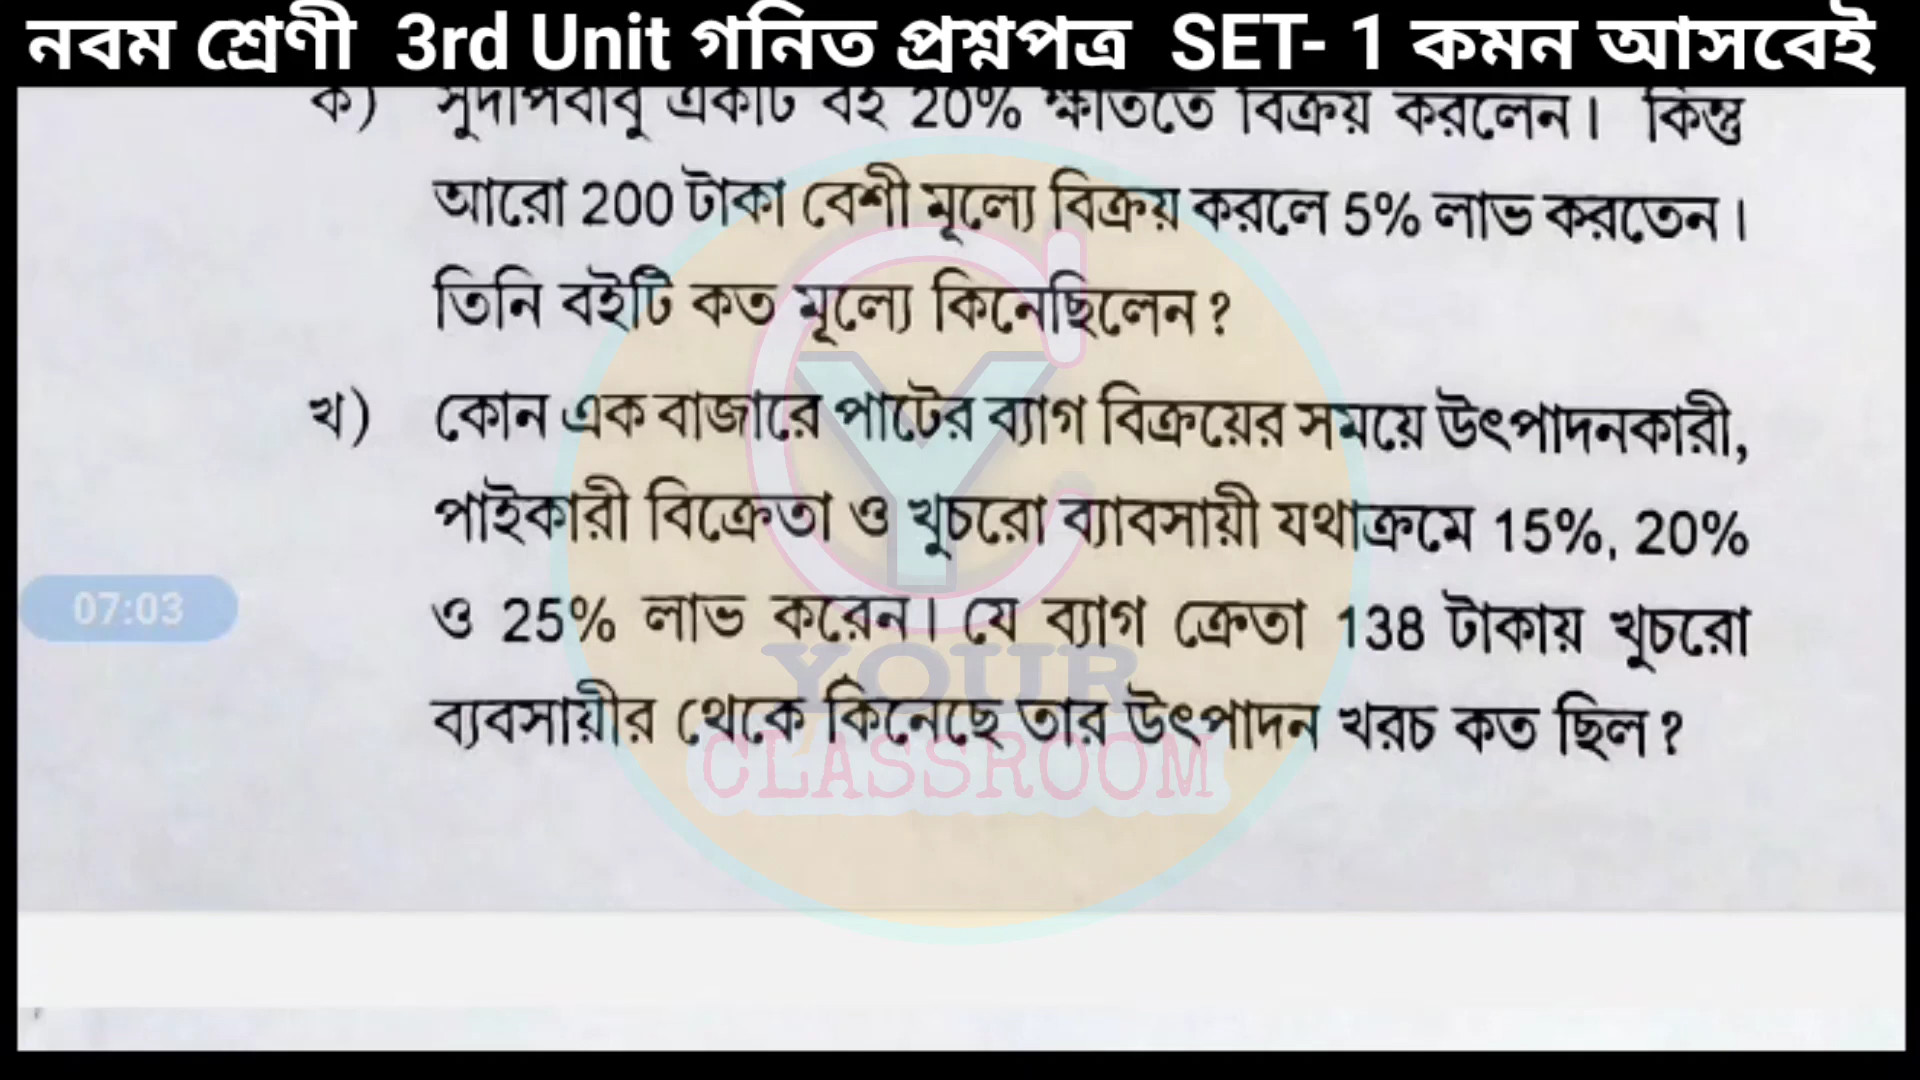 নবম শ্রেণী 3rd Unit গনিত প্রশ্নপত্র SET- 1 কমন আসবেই
ক) সুদীপবাবু একটি বই 20% ক্ষতিতে বিক্রয় করলেন। কিন্তু
আরো 200 টাকা বেশী মূল্যে বিক্রয় করলে 5% লাভ করতেন।
তিনি বইটি কত মূল্যে কিনেছিলেন?
খ) কোন এক বাজারে পাটের ব্যাগ বিক্রয়ের সময়ে উৎপাদনকারী,
পাইকারী বিক্রেতা ও খুচরো ব্যাবসায়ী যথাক্রমে 15%, 20%
07:03
ও 25% লাভ করেন। যে ব্যাগ ক্রেতা 138 টাকায় খুচরো
ব্যবসায়ীর থেকে কিনেছে তার উৎপাদন খরচ কত ছিল?
YOUR
CLASSROOM